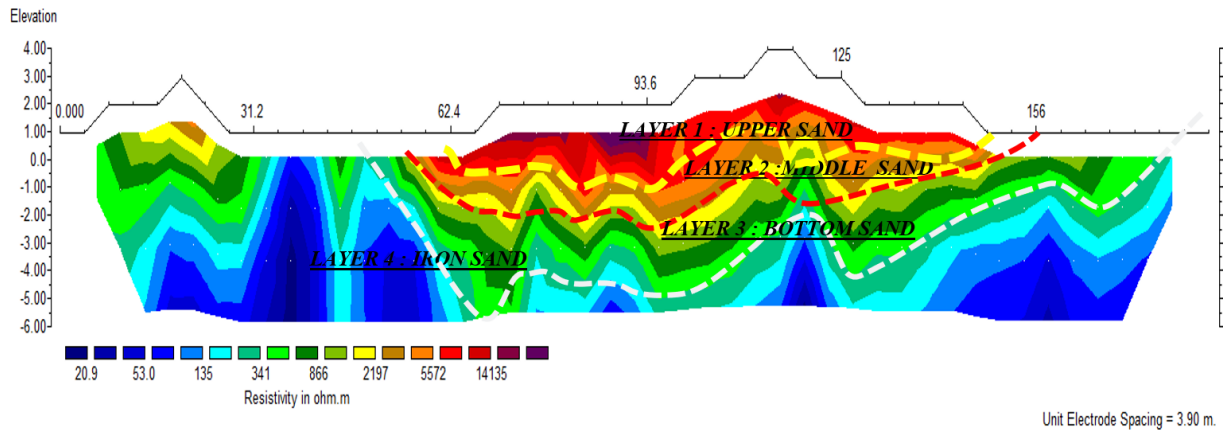 Elevation
4.00
3.00
2.00
1.00
0.0
-1.00
-2.00
-3.00
-4.00
-5.00
-6.00
0.000
31.2
62.4
93.6
125
156
LAYER 1 : UPPER SAND
LAYER 2 :MIDDLE SAND
LAYER 3 : BOTTOM SAND
LAYER 4 : IRON SAND
20.9 53.0 135 341 866 2197 5572 14135
Resistivity in ohm.m
Unit Electrode Spacing = 3.90 m.